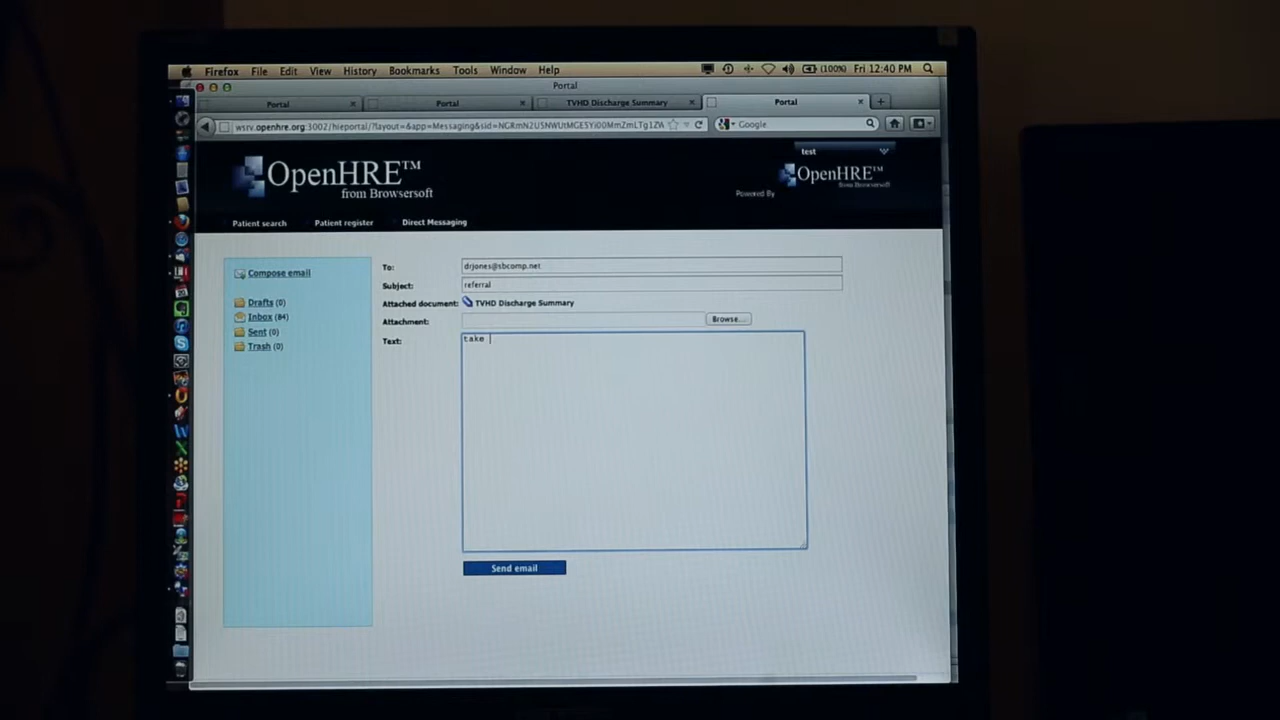 Firefox File Edit View History Bookmarks Tools Window Help (100%) Fri 12:40 PM
Portal
Portal Portal TVHD Discharge Summary Portal
Google
test
OpenHRE™
from Browsersoft
Powered By OpenHRE™
from Browsersoft
Patient search Patient register Direct Messaging
Compose email
Drafts (0)
Inbox (84)
Sent (0)
Trash (0)
To: drjones@sbcomp.net
Subject: referral
Attached document: TVHD Discharge Summary
Attachment: Browse...
Text: take
Send email